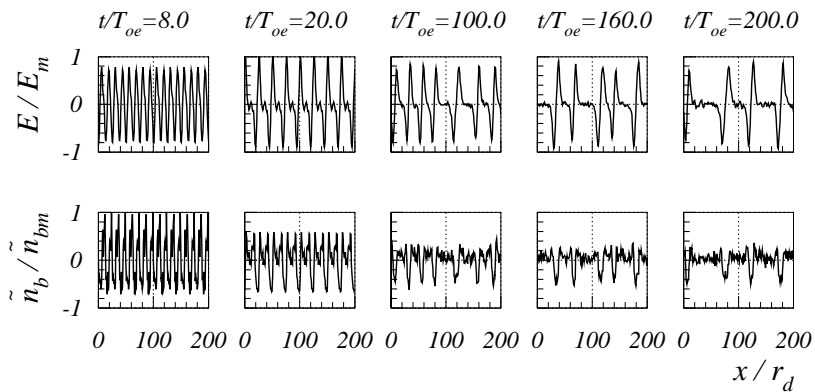 t/T_oe=8.0 t/T_oe=20.0 t/T_oe=100.0 t/T_oe=160.0 t/T_oe=200.0
E / E_m
1
0
-1
ñ_b / ñ_bm
1
0
-1
0 100 200 0 100 200 0 100 200 0 100 200 0 100 200
x / r_d